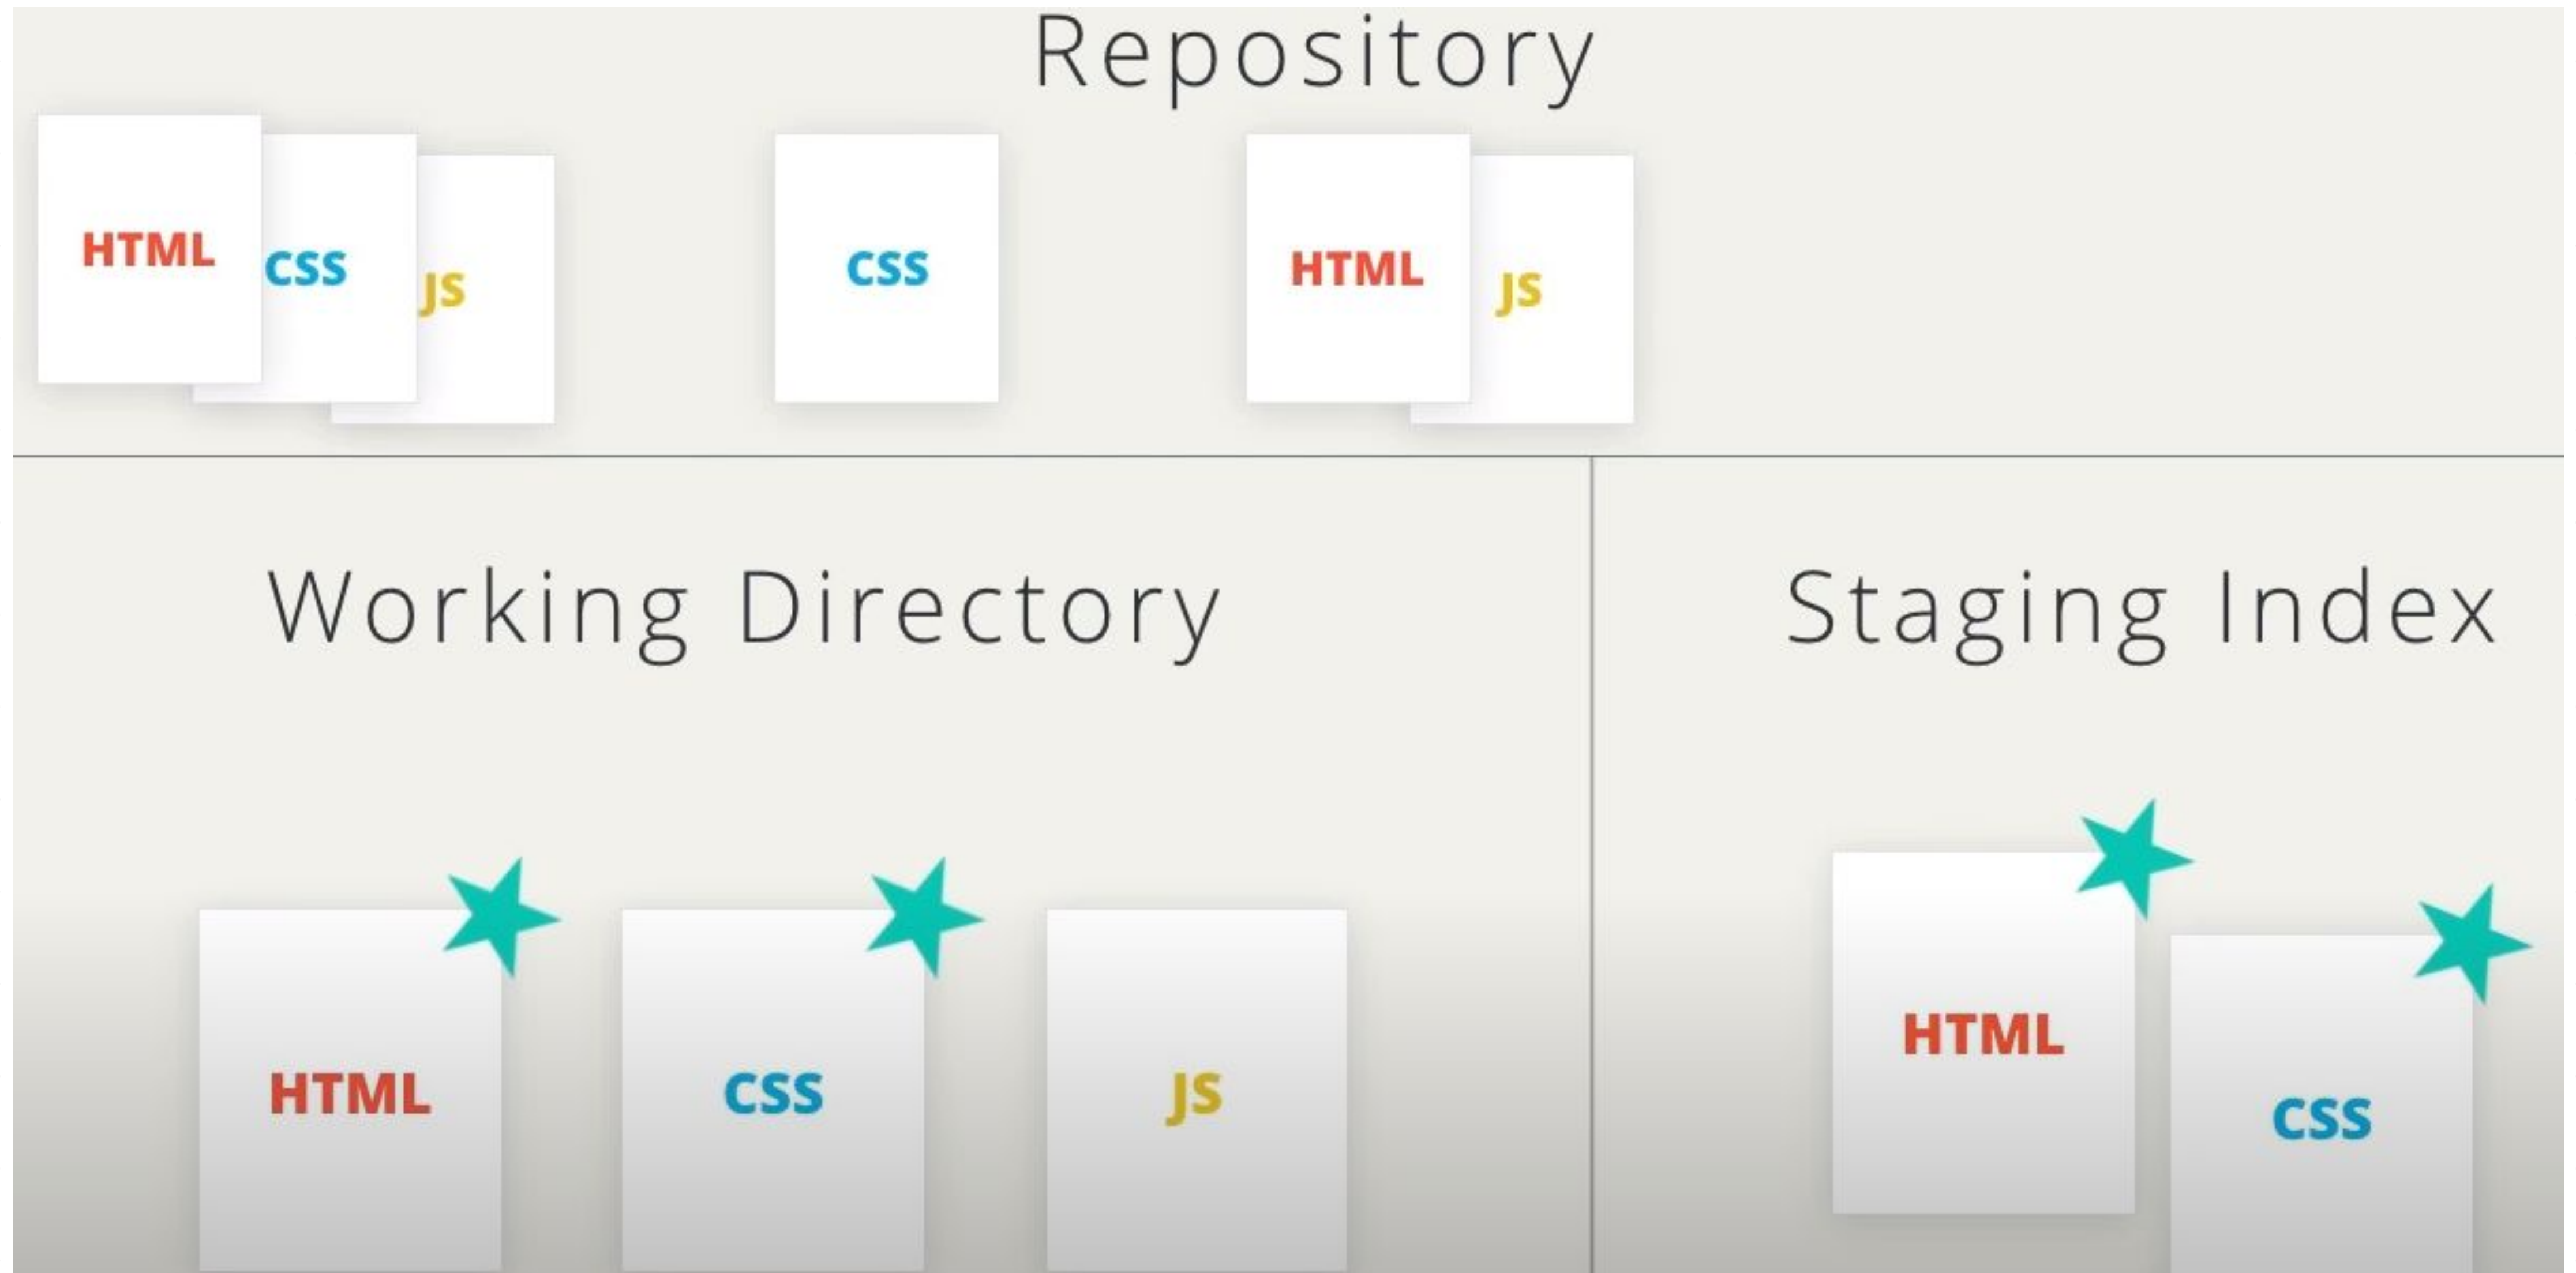 Repository
HTML CSS JS CSS HTML JS
Working Directory
HTML CSS JS
Staging Index
HTML
CSS